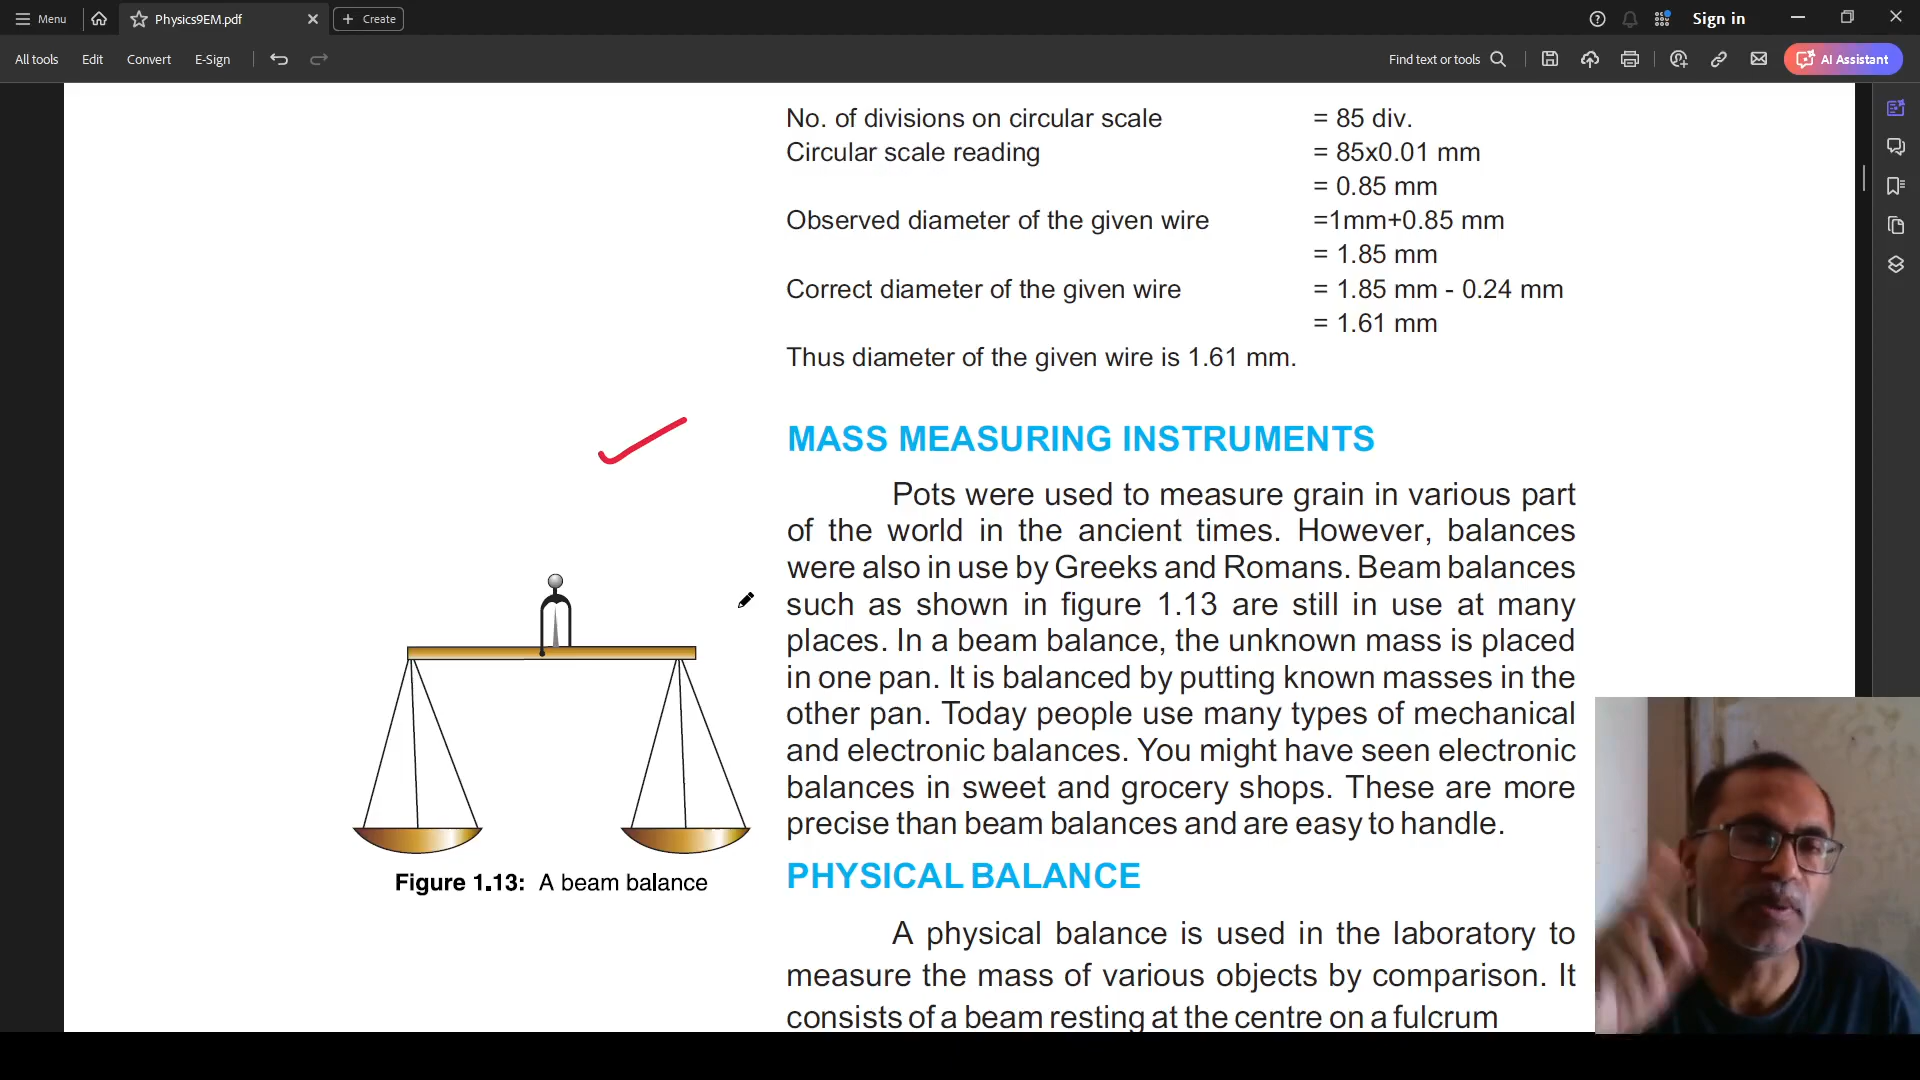 Menu
Physics9EM.pdf
Create
Sign in
All tools
Edit
Convert
E-Sign
Find text or tools
AI Assistant
No. of divisions on circular scale = 85 div.
Circular scale reading = 85x0.01 mm
= 0.85 mm
Observed diameter of the given wire =1mm+0.85 mm
= 1.85 mm
Correct diameter of the given wire = 1.85 mm - 0.24 mm
= 1.61 mm
Thus diameter of the given wire is 1.61 mm.
MASS MEASURING INSTRUMENTS
Pots were used to measure grain in various part
of the world in the ancient times. However, balances
were also in use by Greeks and Romans. Beam balances
such as shown in figure 1.13 are still in use at many
places. In a beam balance, the unknown mass is placed
in one pan. It is balanced by putting known masses in the
other pan. Today people use many types of mechanical
and electronic balances. You might have seen electronic
balances in sweet and grocery shops. These are more
precise than beam balances and are easy to handle.
Figure 1.13: A beam balance
PHYSICAL BALANCE
A physical balance is used in the laboratory to
measure the mass of various objects by comparison. It
consists of a beam resting at the centre on a fulcrum